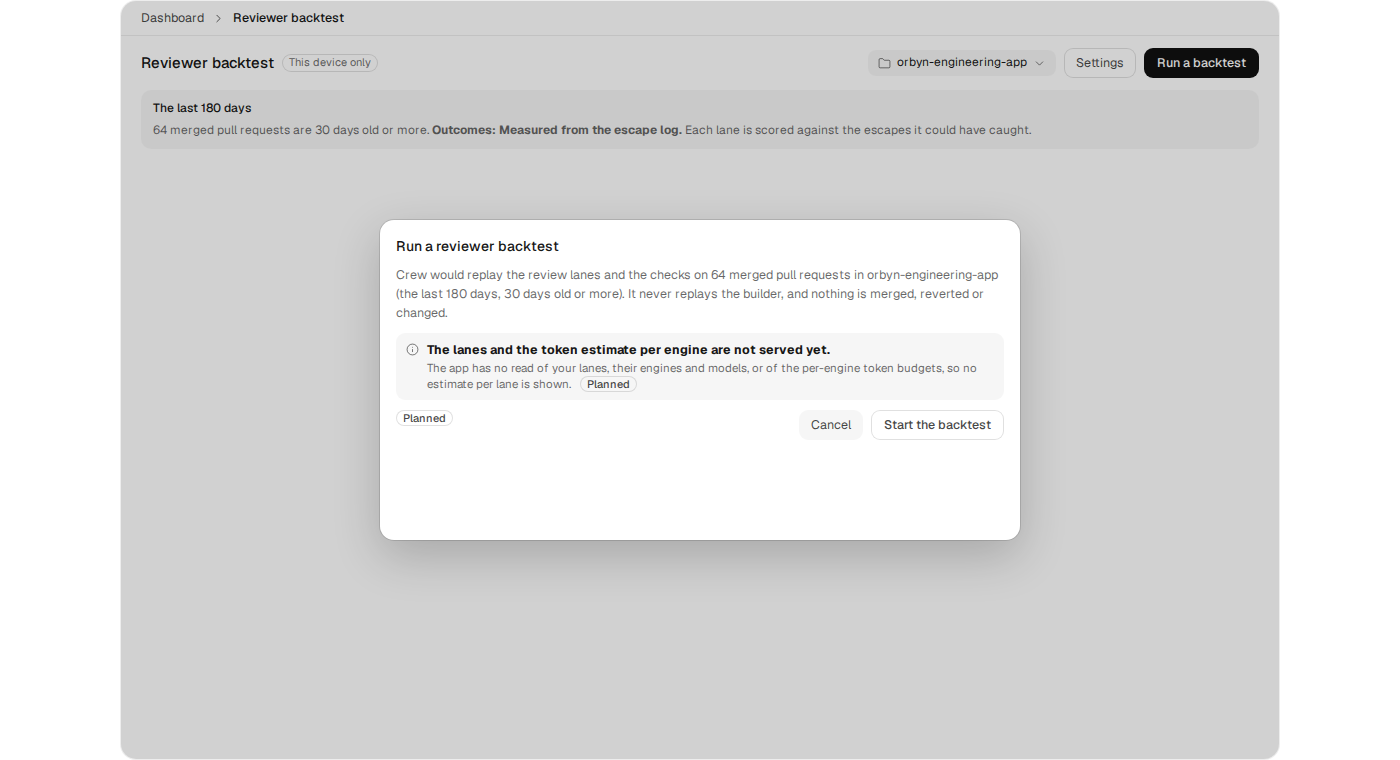 Dashboard > Reviewer backtest
Reviewer backtest This device only orbyn-engineering-app Settings Run a backtest
The last 180 days
64 merged pull requests are 30 days old or more. Outcomes: Measured from the escape log. Each lane is scored against the escapes it could have caught.
Run a reviewer backtest
Crew would replay the review lanes and the checks on 64 merged pull requests in orbyn-engineering-app
(the last 180 days, 30 days old or more). It never replays the builder, and nothing is merged, reverted or
changed.
The lanes and the token estimate per engine are not served yet.
The app has no read of your lanes, their engines and models, or of the per-engine token budgets, so no
estimate per lane is shown. Planned
Planned Cancel Start the backtest